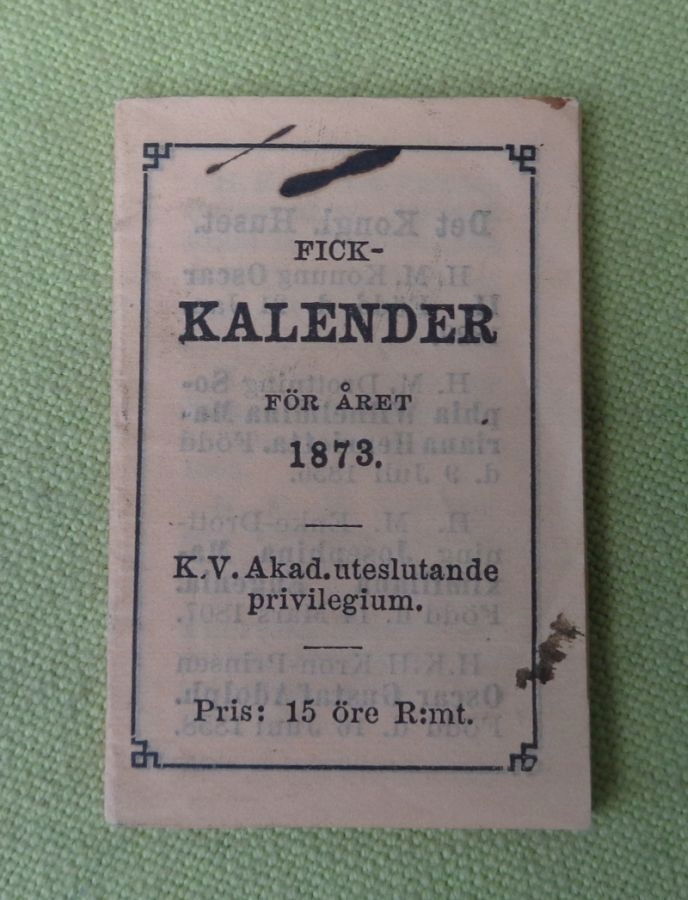 FICK-
KALENDER
FÖR ÅRET
1873.
K.V. Akad. uteslutande
privilegium.
Pris: 15 öre R:mt.